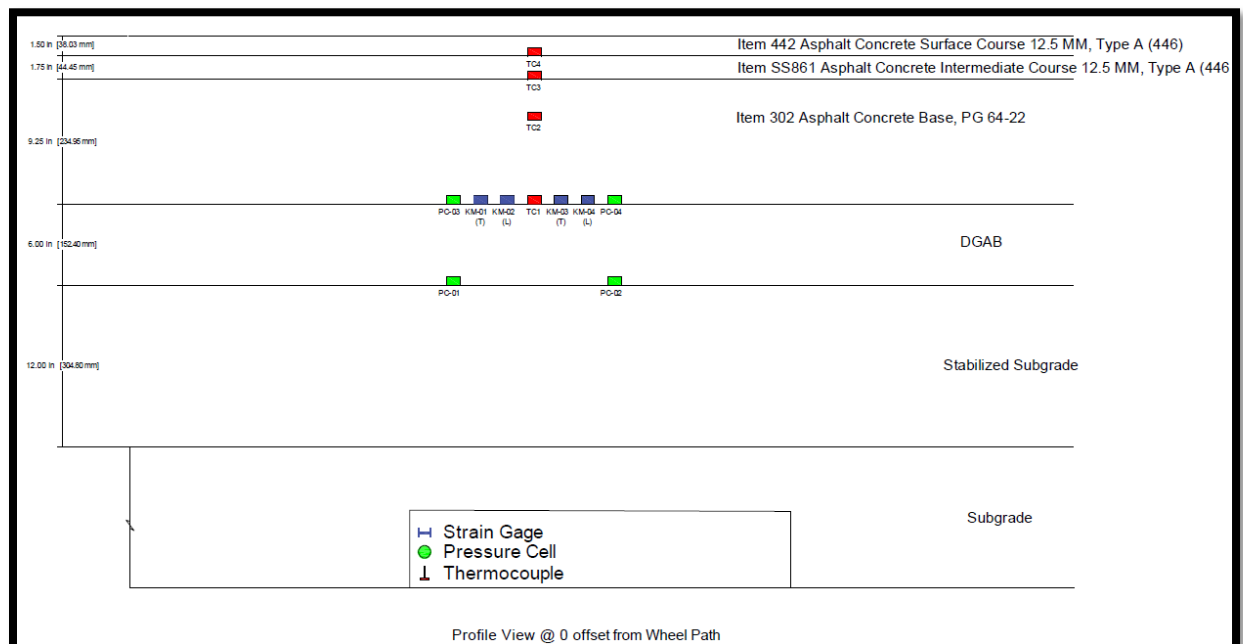 1.50 in [38.03 mm]
Item 442 Asphalt Concrete Surface Course 12.5 MM, Type A (446)
TC4
1.75 in [44.45 mm]
Item SS861 Asphalt Concrete Intermediate Course 12.5 MM, Type A (446
TC3
Item 302 Asphalt Concrete Base, PG 64-22
TC2
9.25 in [234.95 mm]
PC-03 KM-01 KM-02 TC1 KM-03 KM-04 PC-04
(T) (L) (T) (L)
6.00 in [152.40 mm]
DGAB
PC-01 PC-02
12.00 in [304.80 mm]
Stabilized Subgrade
Subgrade
Strain Gage
Pressure Cell
Thermocouple
Profile View @ 0 offset from Wheel Path